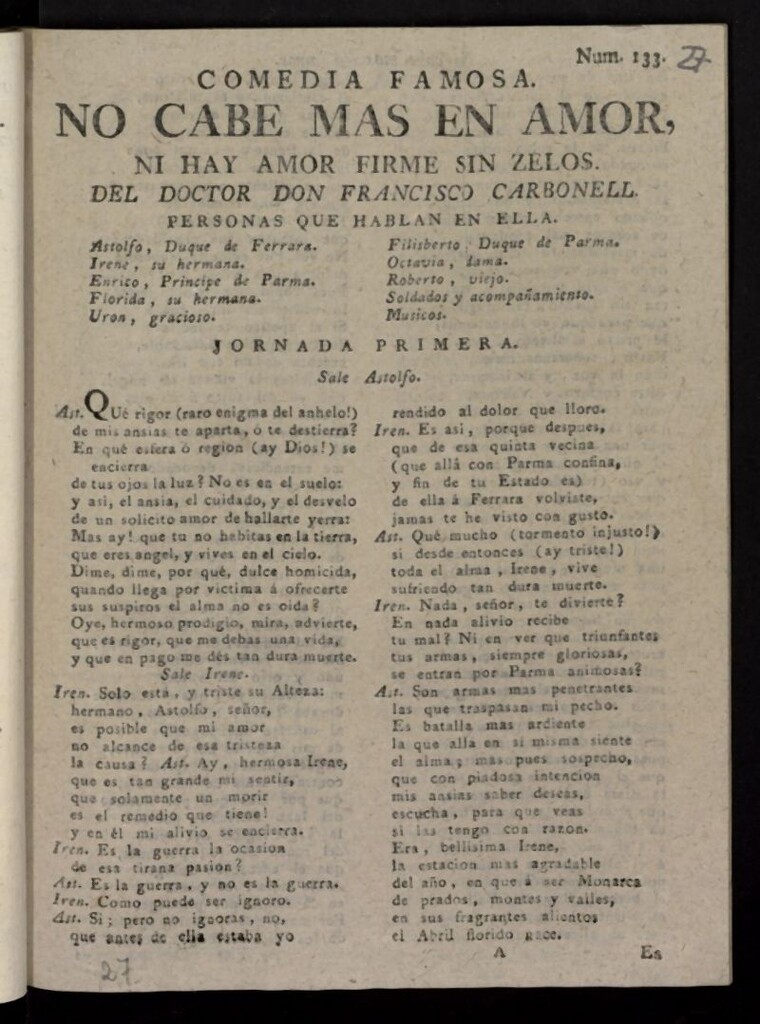 Num. 133. 27
COMEDIA FAMOSA.
NO CABE MAS EN AMOR,
NI HAY AMOR FIRME SIN ZELOS.
DEL DOCTOR DON FRANCISCO CARBONELL.
PERSONAS QUE HABLAN EN ELLA.
Astolfo, Duque de Ferrara.
Irene, su hermana.
Enrico, Principe de Parma.
Florida, su hermana.
Uron, gracioso.
Filisberto, Duque de Parma.
Octavia, dama.
Roberto, viejo.
Soldados y acompañamiento.
Musicos.
JORNADA PRIMERA.
Sale Astolfo.
Ast. QUé rigor (raro enigma del anhelo!)
de mis ansias te aparta, ó te destierra?
En qué esfera ó region (ay Dios!) se
encierra
de tus ojos la luz? No es en el suelo:
y asi, el ansia, el cuidado, y el desvelo
de un solicito amor de hallarte yerra:
Mas ay! que tu no habitas en la tierra,
que eres angel, y vives en el cielo.
Dime, dime, por qué, dulce homicida,
quando llega por victima á ofrecerte
sus suspiros el alma no es oida?
Oye, hermoso prodigio, mira, advierte,
que es rigor, que me debas una vida,
y que en pago me dés tan dura muerte.
Sale Irene.
Iren. Solo está, y triste su Alteza:
hermano, Astolfo, señor,
es posible que mi amor
no alcance de esa tristeza
la causa? Ast. Ay, hermosa Irene,
que es tan grande mi sentir,
que solamente un morir
es el remedio que tiene!
y en él mi alivio se encierra.
Iren. Es la guerra la ocasion
de esa tirana pasion?
Ast. Es la guerra, y no es la guerra.
Iren. Como puede ser ignoro.
Ast. Si; pero no ignoras, no,
que antes de ella estaba yo
rendido al dolor que lloro.
Iren. Es asi, porque despues,
que de esa quinta vecina
(que allá con Parma confina,
y fin de tu Estado es)
de ella á Ferrara volviste,
jamas te he visto con gusto.
Ast. Qué mucho (tormento injusto!)
si desde entonces (ay triste!)
toda el alma, Irene, vive
sufriendo tan dura muerte.
Iren. Nada, señor, te divierte?
En nada alivio recibe
tu mal? Ni en ver que triunfantes
tus armas, siempre gloriosas,
se entran por Parma animosas?
Ast. Son armas mas penetrantes
las que traspasan mi pecho.
Es batalla mas ardiente
la que alla en si misma siente
el alma; mas pues sospecho,
que con piadosa intencion
mis ansias saber deseas,
escucha, para que veas
si las tengo con razon.
Era, bellisima Irene,
la estacion mas agradable
del año, en que á ser Monarca
de prados, montes y valles,
en sus fragrantes alientos
el Abril florido nace.
A
Es
27